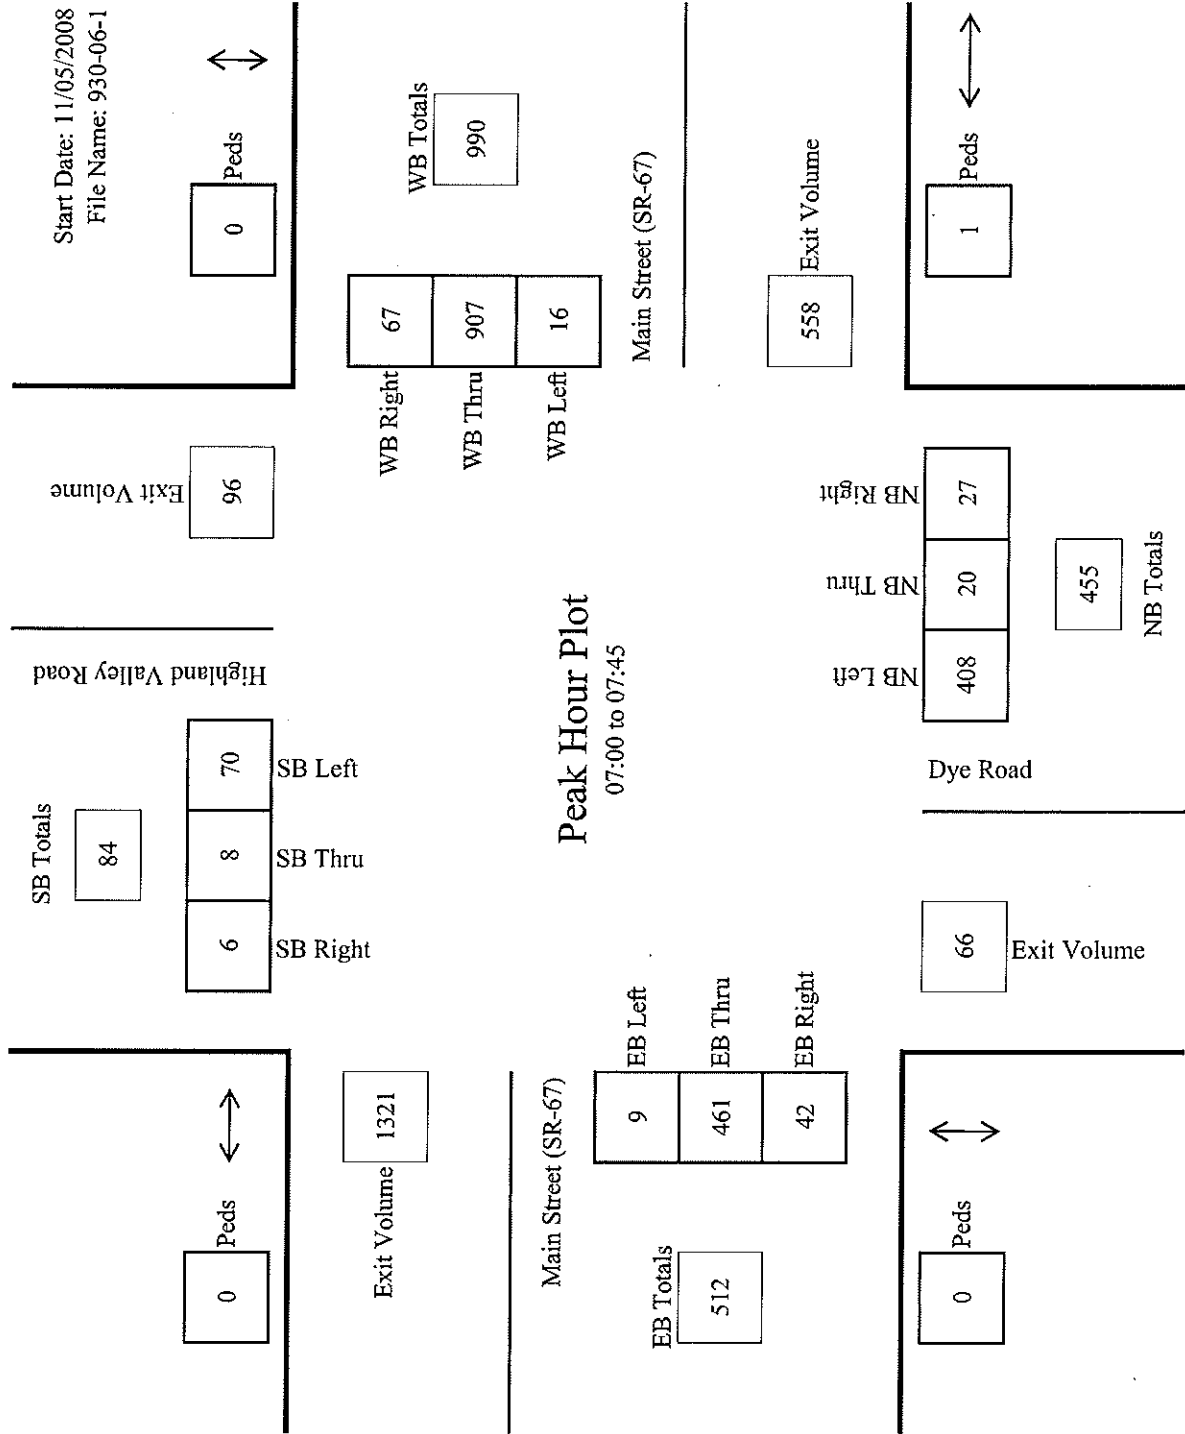 Start Date: 11/05/2008
File Name: 930-06-1
0
Peds
0
Peds
SB Totals
84
6
8
70
SB Right
SB Thru
SB Left
Highland Valley Road
Exit Volume
96
Exit Volume
1321
WB Right
67
WB Thru
907
WB Left
16
WB Totals
990
Main Street (SR-67)
Main Street (SR-67)
Peak Hour Plot
07:00 to 07:45
EB Totals
512
9
EB Left
461
EB Thru
42
EB Right
558
Exit Volume
0
Peds
66
Exit Volume
Dye Road
NB Left
NB Thru
NB Right
408
20
27
455
NB Totals
1
Peds